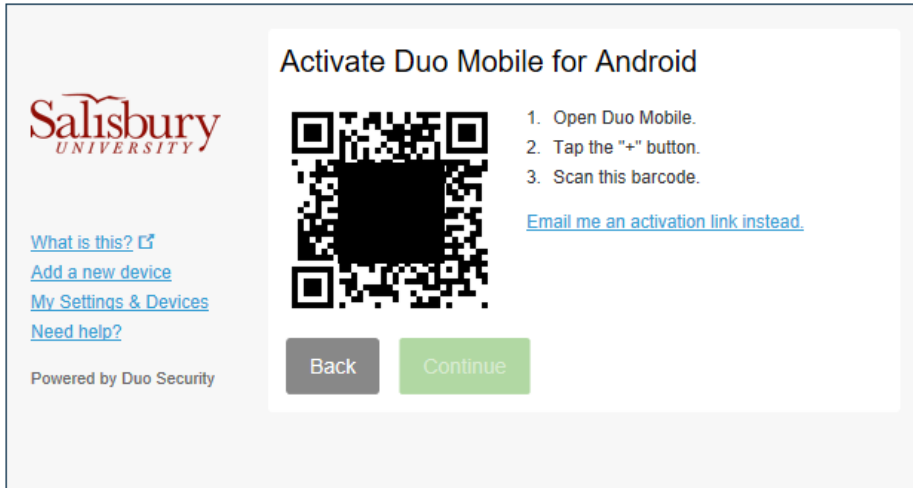 Salisbury
UNIVERSITY
What is this?
Add a new device
My Settings & Devices
Need help?
Powered by Duo Security
Activate Duo Mobile for Android
1. Open Duo Mobile.
2. Tap the "+" button.
3. Scan this barcode.
Email me an activation link instead.
Back
Continue